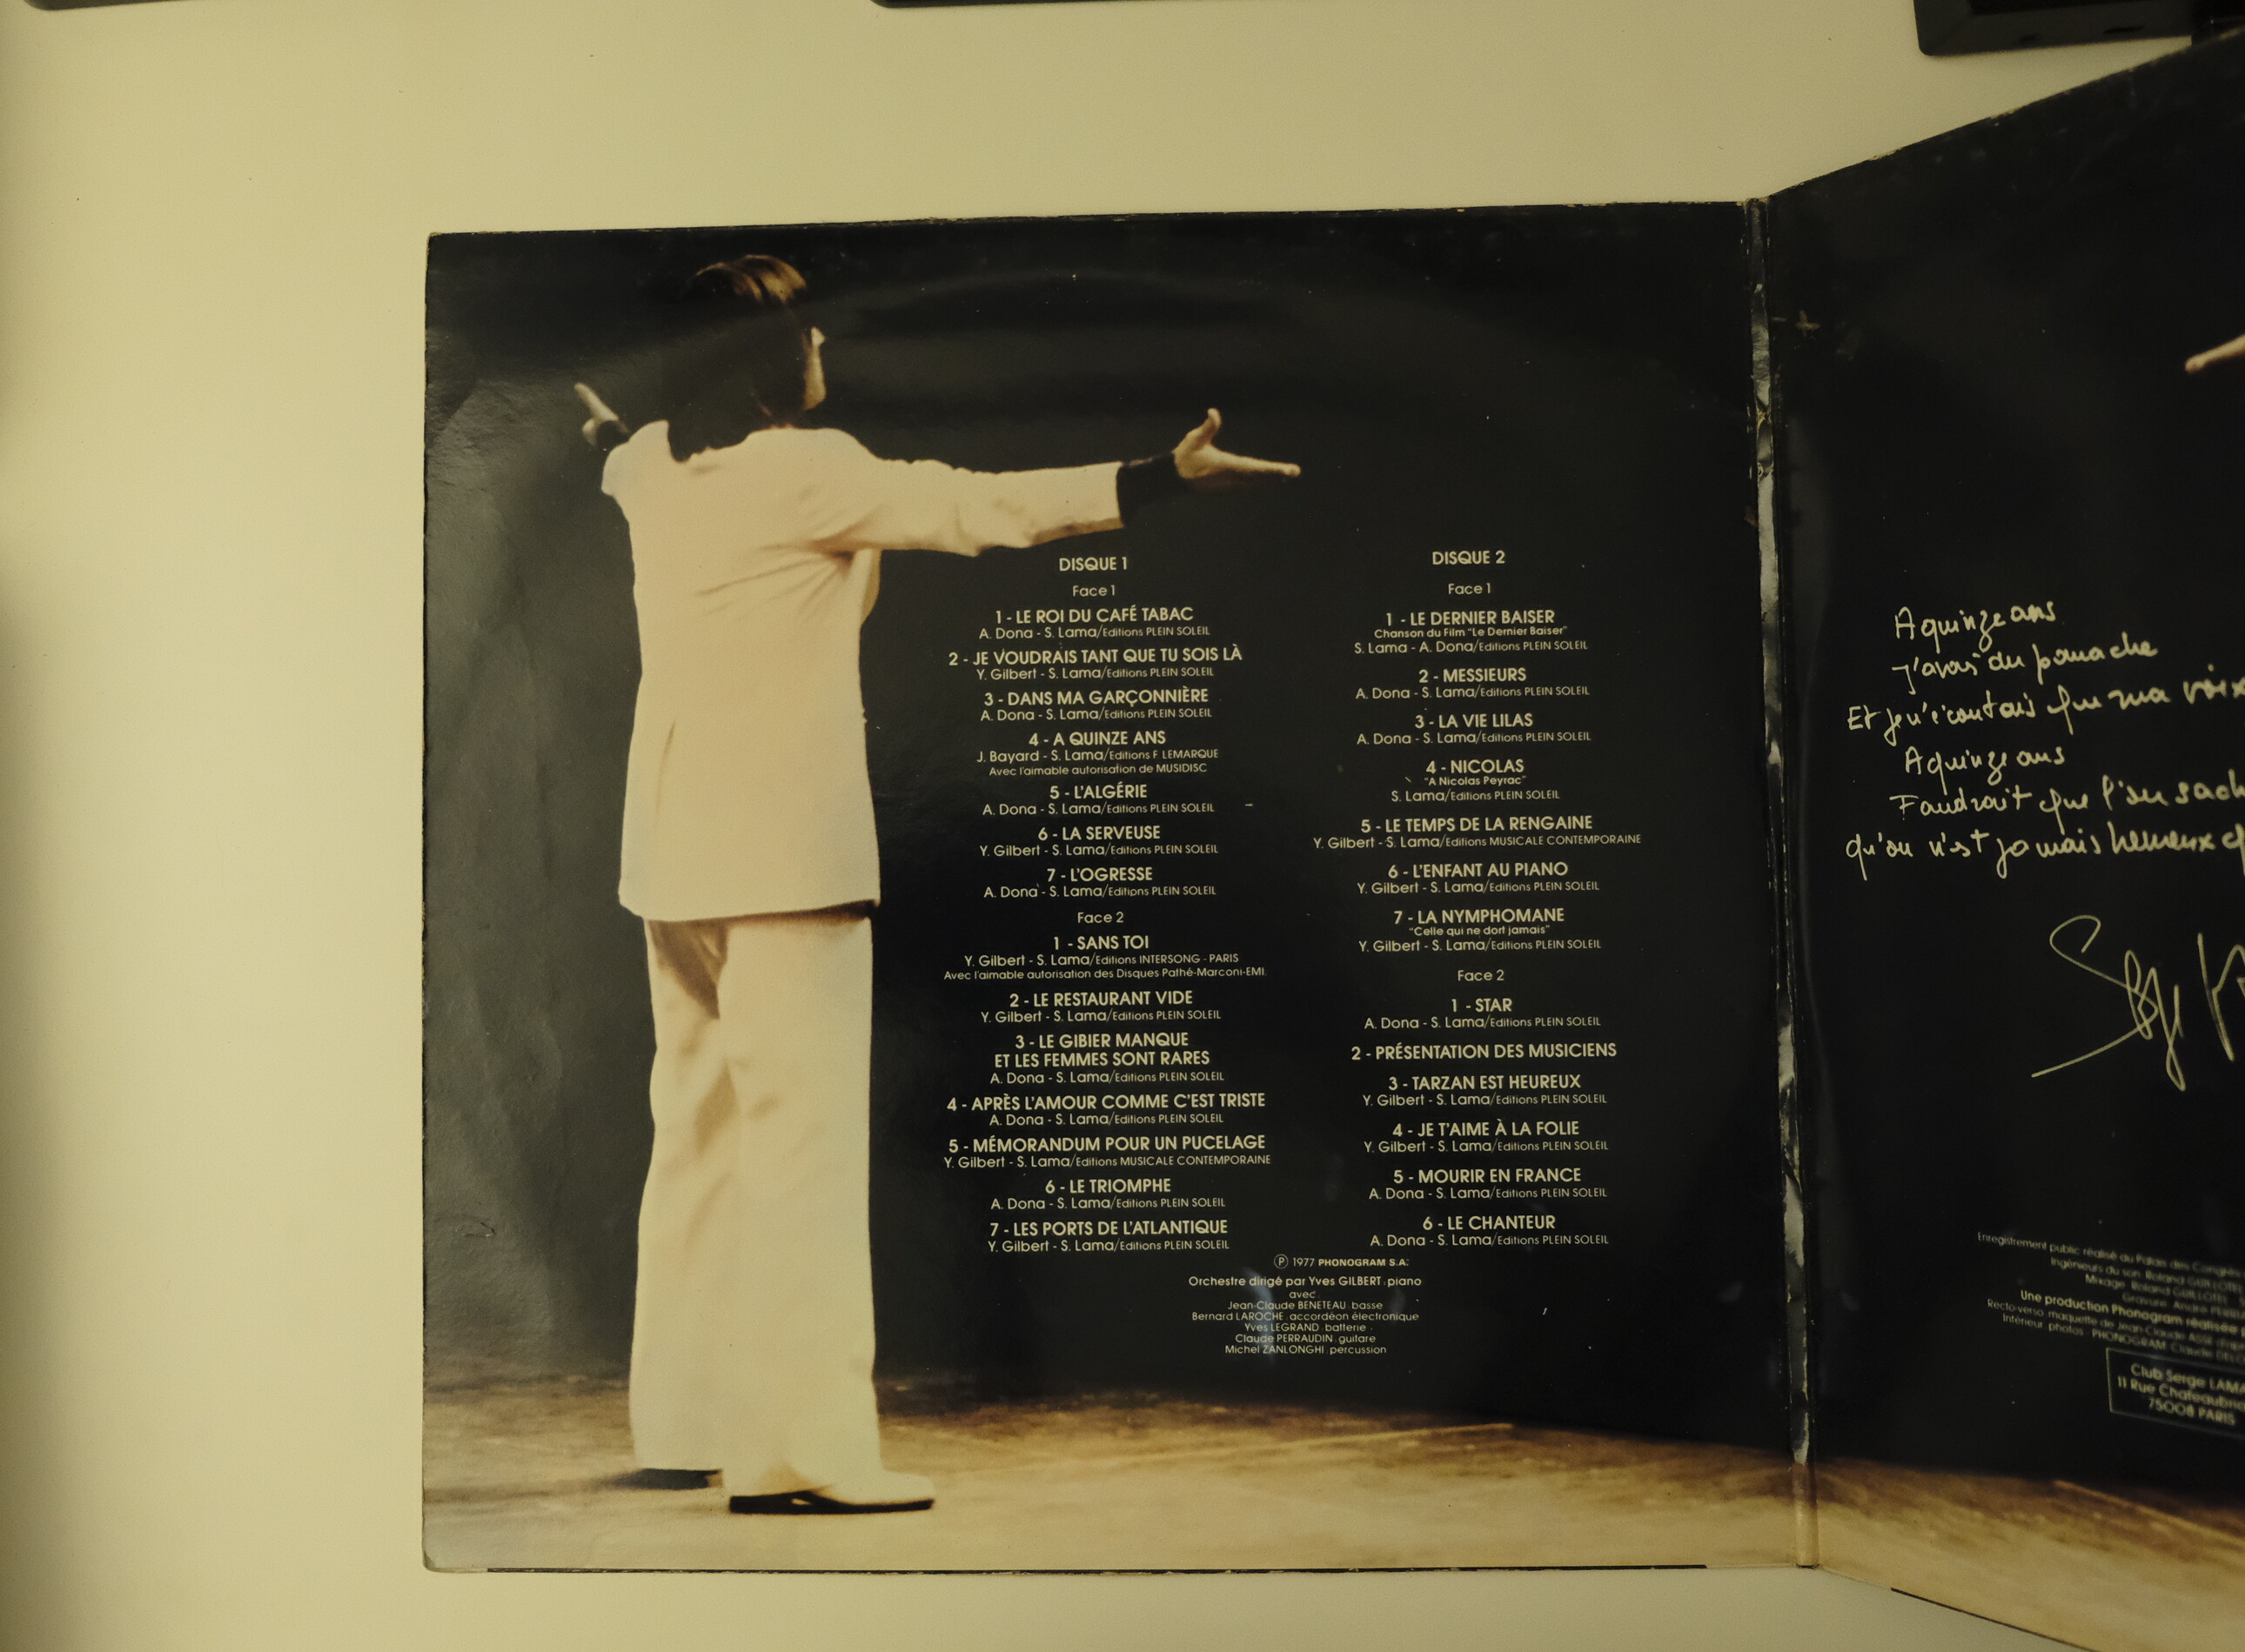 DISQUE 1
Face 1
1 - LE ROI DU CAFÉ TABAC
A. Dona - S. Lama/Editions PLEIN SOLEIL
2 - JE VOUDRAIS TANT QUE TU SOIS LÀ
Y. Gilbert - S. Lama/Editions PLEIN SOLEIL
3 - DANS MA GARÇONNIÈRE
A. Dona - S. Lama/Editions PLEIN SOLEIL
4 - A QUINZE ANS
J. Bayard - S. Lama/Editions F. LEMARQUE
Avec l'aimable autorisation de MUSIDISC
5 - L'ALGÉRIE
A. Dona - S. Lama/Editions PLEIN SOLEIL
6 - LA SERVEUSE
Y. Gilbert - S. Lama/Editions PLEIN SOLEIL
7 - L'OGRESSE
A. Dona - S. Lama/Editions PLEIN SOLEIL
Face 2
1 - SANS TOI
Y. Gilbert - S. Lama/Editions INTERSONG - PARIS
Avec l'aimable autorisation des Disques Pathé-Marconi-EMI.
2 - LE RESTAURANT VIDE
Y. Gilbert - S. Lama/Editions PLEIN SOLEIL
3 - LE GIBIER MANQUE
ET LES FEMMES SONT RARES
A. Dona - S. Lama/Editions PLEIN SOLEIL
4 - APRÈS L'AMOUR COMME C'EST TRISTE
A. Dona - S. Lama/Editions PLEIN SOLEIL
5 - MÉMORANDUM POUR UN PUCELAGE
Y. Gilbert - S. Lama/Editions MUSICALE CONTEMPORAINE
6 - LE TRIOMPHE
A. Dona - S. Lama/Editions PLEIN SOLEIL
7 - LES PORTS DE L'ATLANTIQUE
Y. Gilbert - S. Lama/Editions PLEIN SOLEIL
DISQUE 2
Face 1
1 - LE DERNIER BAISER
Chanson du Film "Le Dernier Baiser"
S. Lama - A. Dona/Editions PLEIN SOLEIL
2 - MESSIEURS
A. Dona - S. Lama/Editions PLEIN SOLEIL
3 - LA VIE LILAS
A. Dona - S. Lama/Editions PLEIN SOLEIL
4 - NICOLAS
"A Nicolas Peyrac"
S. Lama/Editions PLEIN SOLEIL
5 - LE TEMPS DE LA RENGAINE
Y. Gilbert - S. Lama/Editions MUSICALE CONTEMPORAINE
6 - L'ENFANT AU PIANO
Y. Gilbert - S. Lama/Editions PLEIN SOLEIL
7 - LA NYMPHOMANE
"Celle qui ne dort jamais"
Y. Gilbert - S. Lama/Editions PLEIN SOLEIL
Face 2
1 - STAR
A. Dona - S. Lama/Editions PLEIN SOLEIL
2 - PRÉSENTATION DES MUSICIENS
3 - TARZAN EST HEUREUX
Y. Gilbert - S. Lama/Editions PLEIN SOLEIL
4 - JE T'AIME À LA FOLIE
Y. Gilbert - S. Lama/Editions PLEIN SOLEIL
5 - MOURIR EN FRANCE
A. Dona - S. Lama/Editions PLEIN SOLEIL
6 - LE CHANTEUR
A. Dona - S. Lama/Editions PLEIN SOLEIL
Ⓟ 1977 PHONOGRAM S.A.
Orchestre dirigé par Yves GILBERT. piano
avec.
Jean-Claude BENETEAU. basse
Bernard LAROCHE. accordéon électronique
Yves LEGRAND. batterie.
Claude PERRAUDIN. guitare
Michel ZANLONGHI. percussion
A quinze ans
J'avais du panache
Et je n'écoutais que ma voix
A quinze ans
Faudrait que l'on sach
qu'on n'est jamais heureux q
Enregistrement public réalisé au Palais des Congrès
Ingénieurs du son. Roland GUILLOTEL
Mixage. Roland GUILLOTEL
Gravure. André
Une production Phonogram réalisée
Recto-verso. maquette de Jean-Claude
Intérieur. photos. PHONOGRAM. Claude
Club Serge LAMA
11 Rue Chateaubri
75008 PARIS